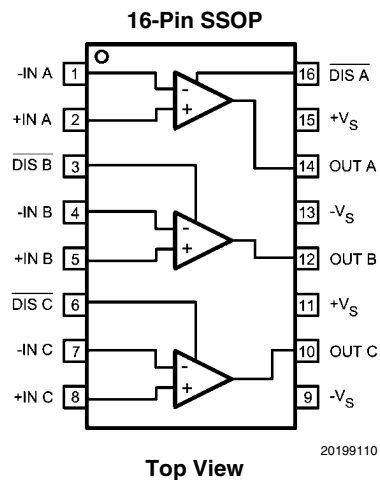 16-Pin SSOP
-IN A 1
+IN A 2
DIS B 3
-IN B 4
+IN B 5
DIS C 6
-IN C 7
+IN C 8
-
+
-
+
-
+
16 DIS A
15 +VS
14 OUT A
13 -VS
12 OUT B
11 +VS
10 OUT C
9 -VS
20199110
Top View